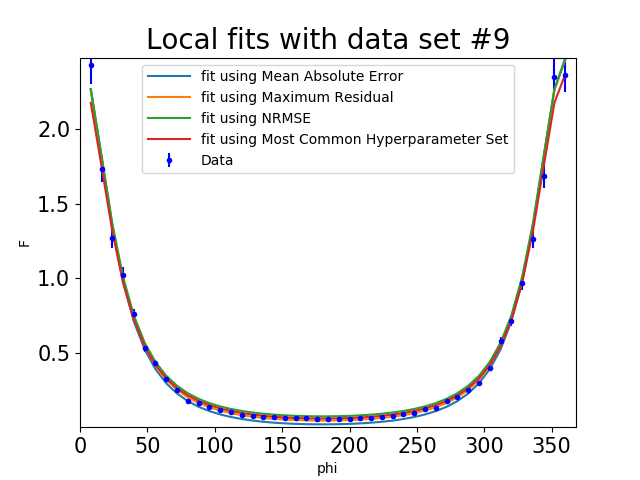 Local fits with data set #9
fit using Mean Absolute Error
fit using Maximum Residual
fit using NRMSE
fit using Most Common Hyperparameter Set
Data
2.0
1.5
1.0
0.5
F
0 50 100 150 200 250 300 350
phi